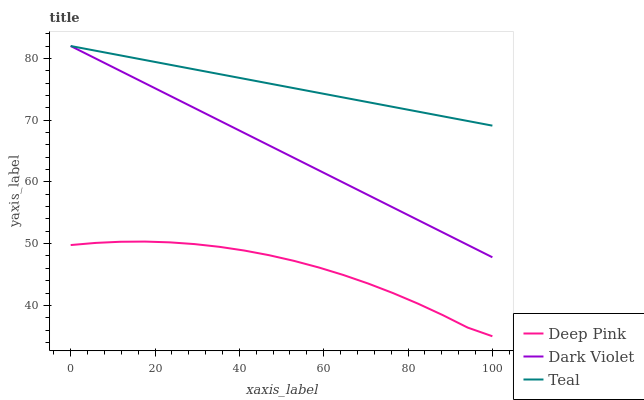 title
yaxis_label
80
70
60
50
40
0 20 40 60 80 100
xaxis_label
Deep Pink
Dark Violet
Teal